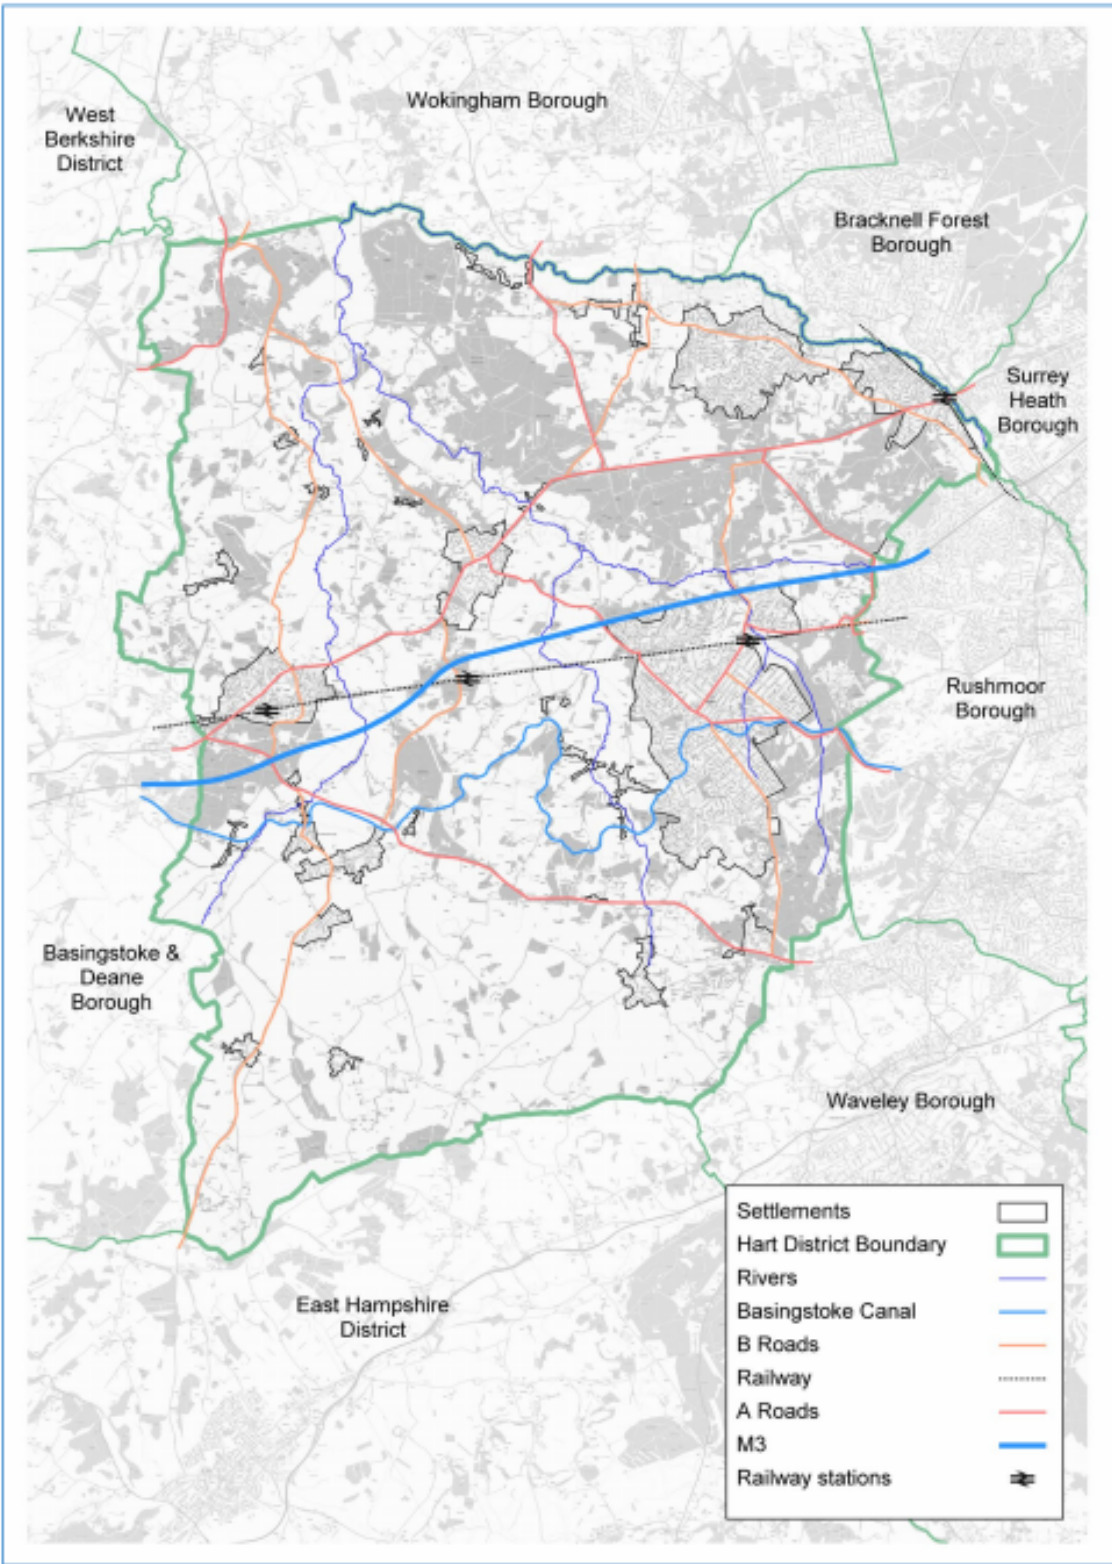 Wokingham Borough
West
Berkshire
District
Bracknell Forest
Borough
Surrey
Heath
Borough
Rushmoor
Borough
Basingstoke &
Deane
Borough
Waveley Borough
East Hampshire
District
Settlements
Hart District Boundary
Rivers
Basingstoke Canal
B Roads
Railway
A Roads
M3
Railway stations